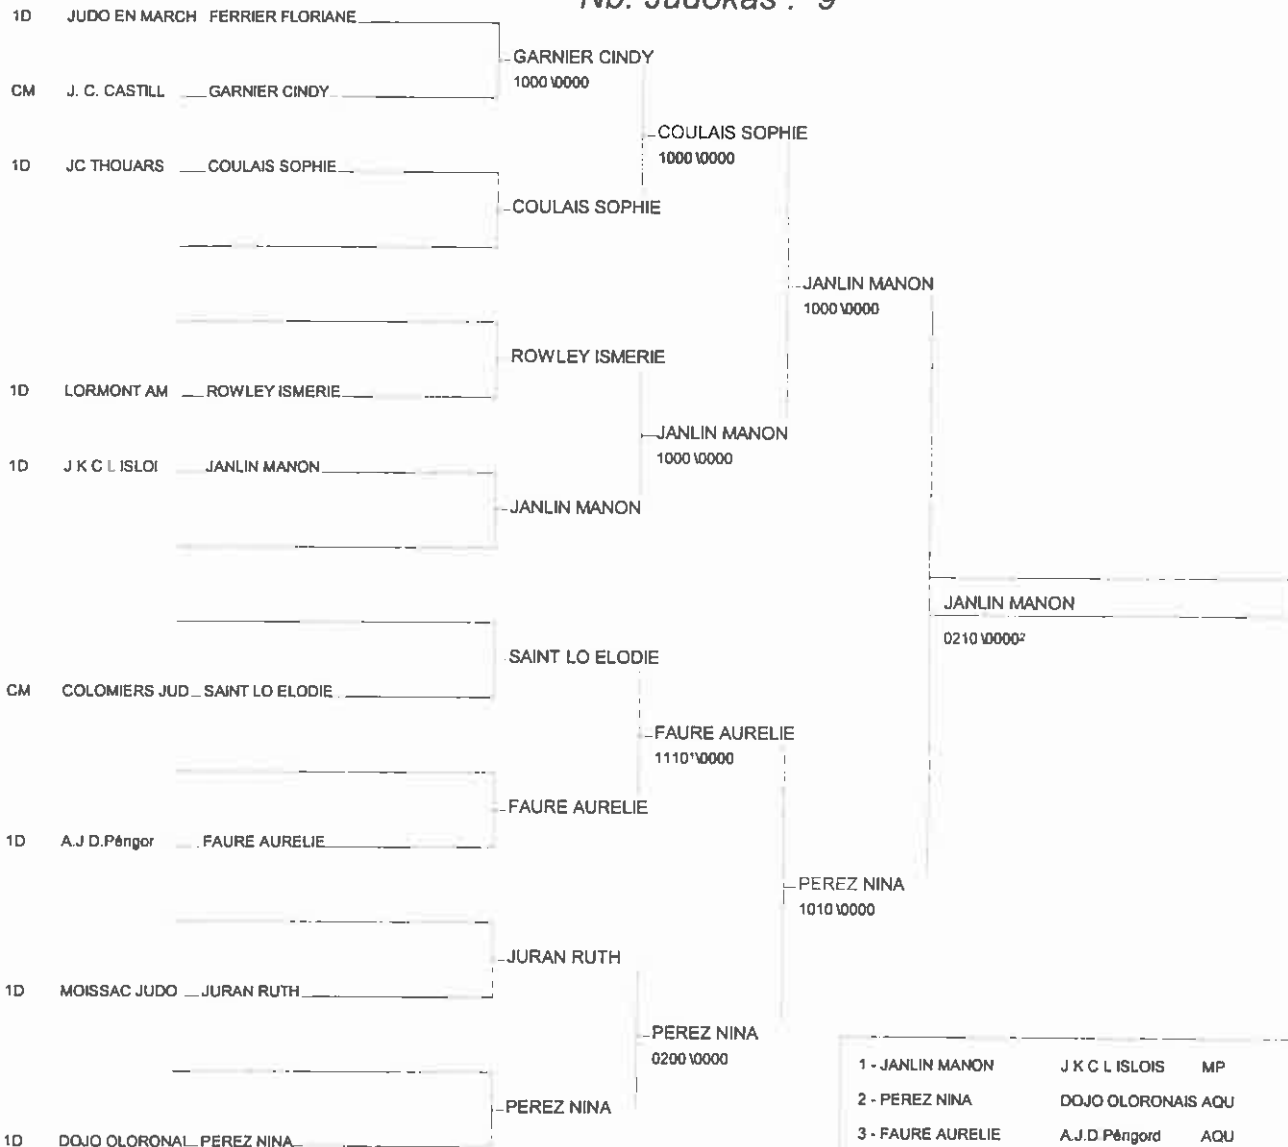 Nb. Judokas : 9
1D JUDO EN MARCH FERRIER FLORIANE
GARNIER CINDY
1000\0000
CM J. C. CASTILL GARNIER CINDY
COULAIS SOPHIE
1000\0000
1D JC THOUARS COULAIS SOPHIE
COULAIS SOPHIE
JANLIN MANON
1000\0000
ROWLEY ISMERIE
1D LORMONT AM ROWLEY ISMERIE
JANLIN MANON
1000\0000
1D J K C L ISLOI JANLIN MANON
JANLIN MANON
JANLIN MANON
0210\0000²
SAINT LO ELODIE
CM COLOMIERS JUD SAINT LO ELODIE
FAURE AURELIE
1110¹\0000
FAURE AURELIE
1D A.J D.Périgor FAURE AURELIE
PEREZ NINA
1010\0000
JURAN RUTH
1D MOISSAC JUDO JURAN RUTH
PEREZ NINA
0200\0000
1 - JANLIN MANON J K C L ISLOIS MP
2 - PEREZ NINA DOJO OLORONAIS AQU
PEREZ NINA
3 - FAURE AURELIE A.J.D Périgord AQU
1D DOJO OLORONAI PEREZ NINA